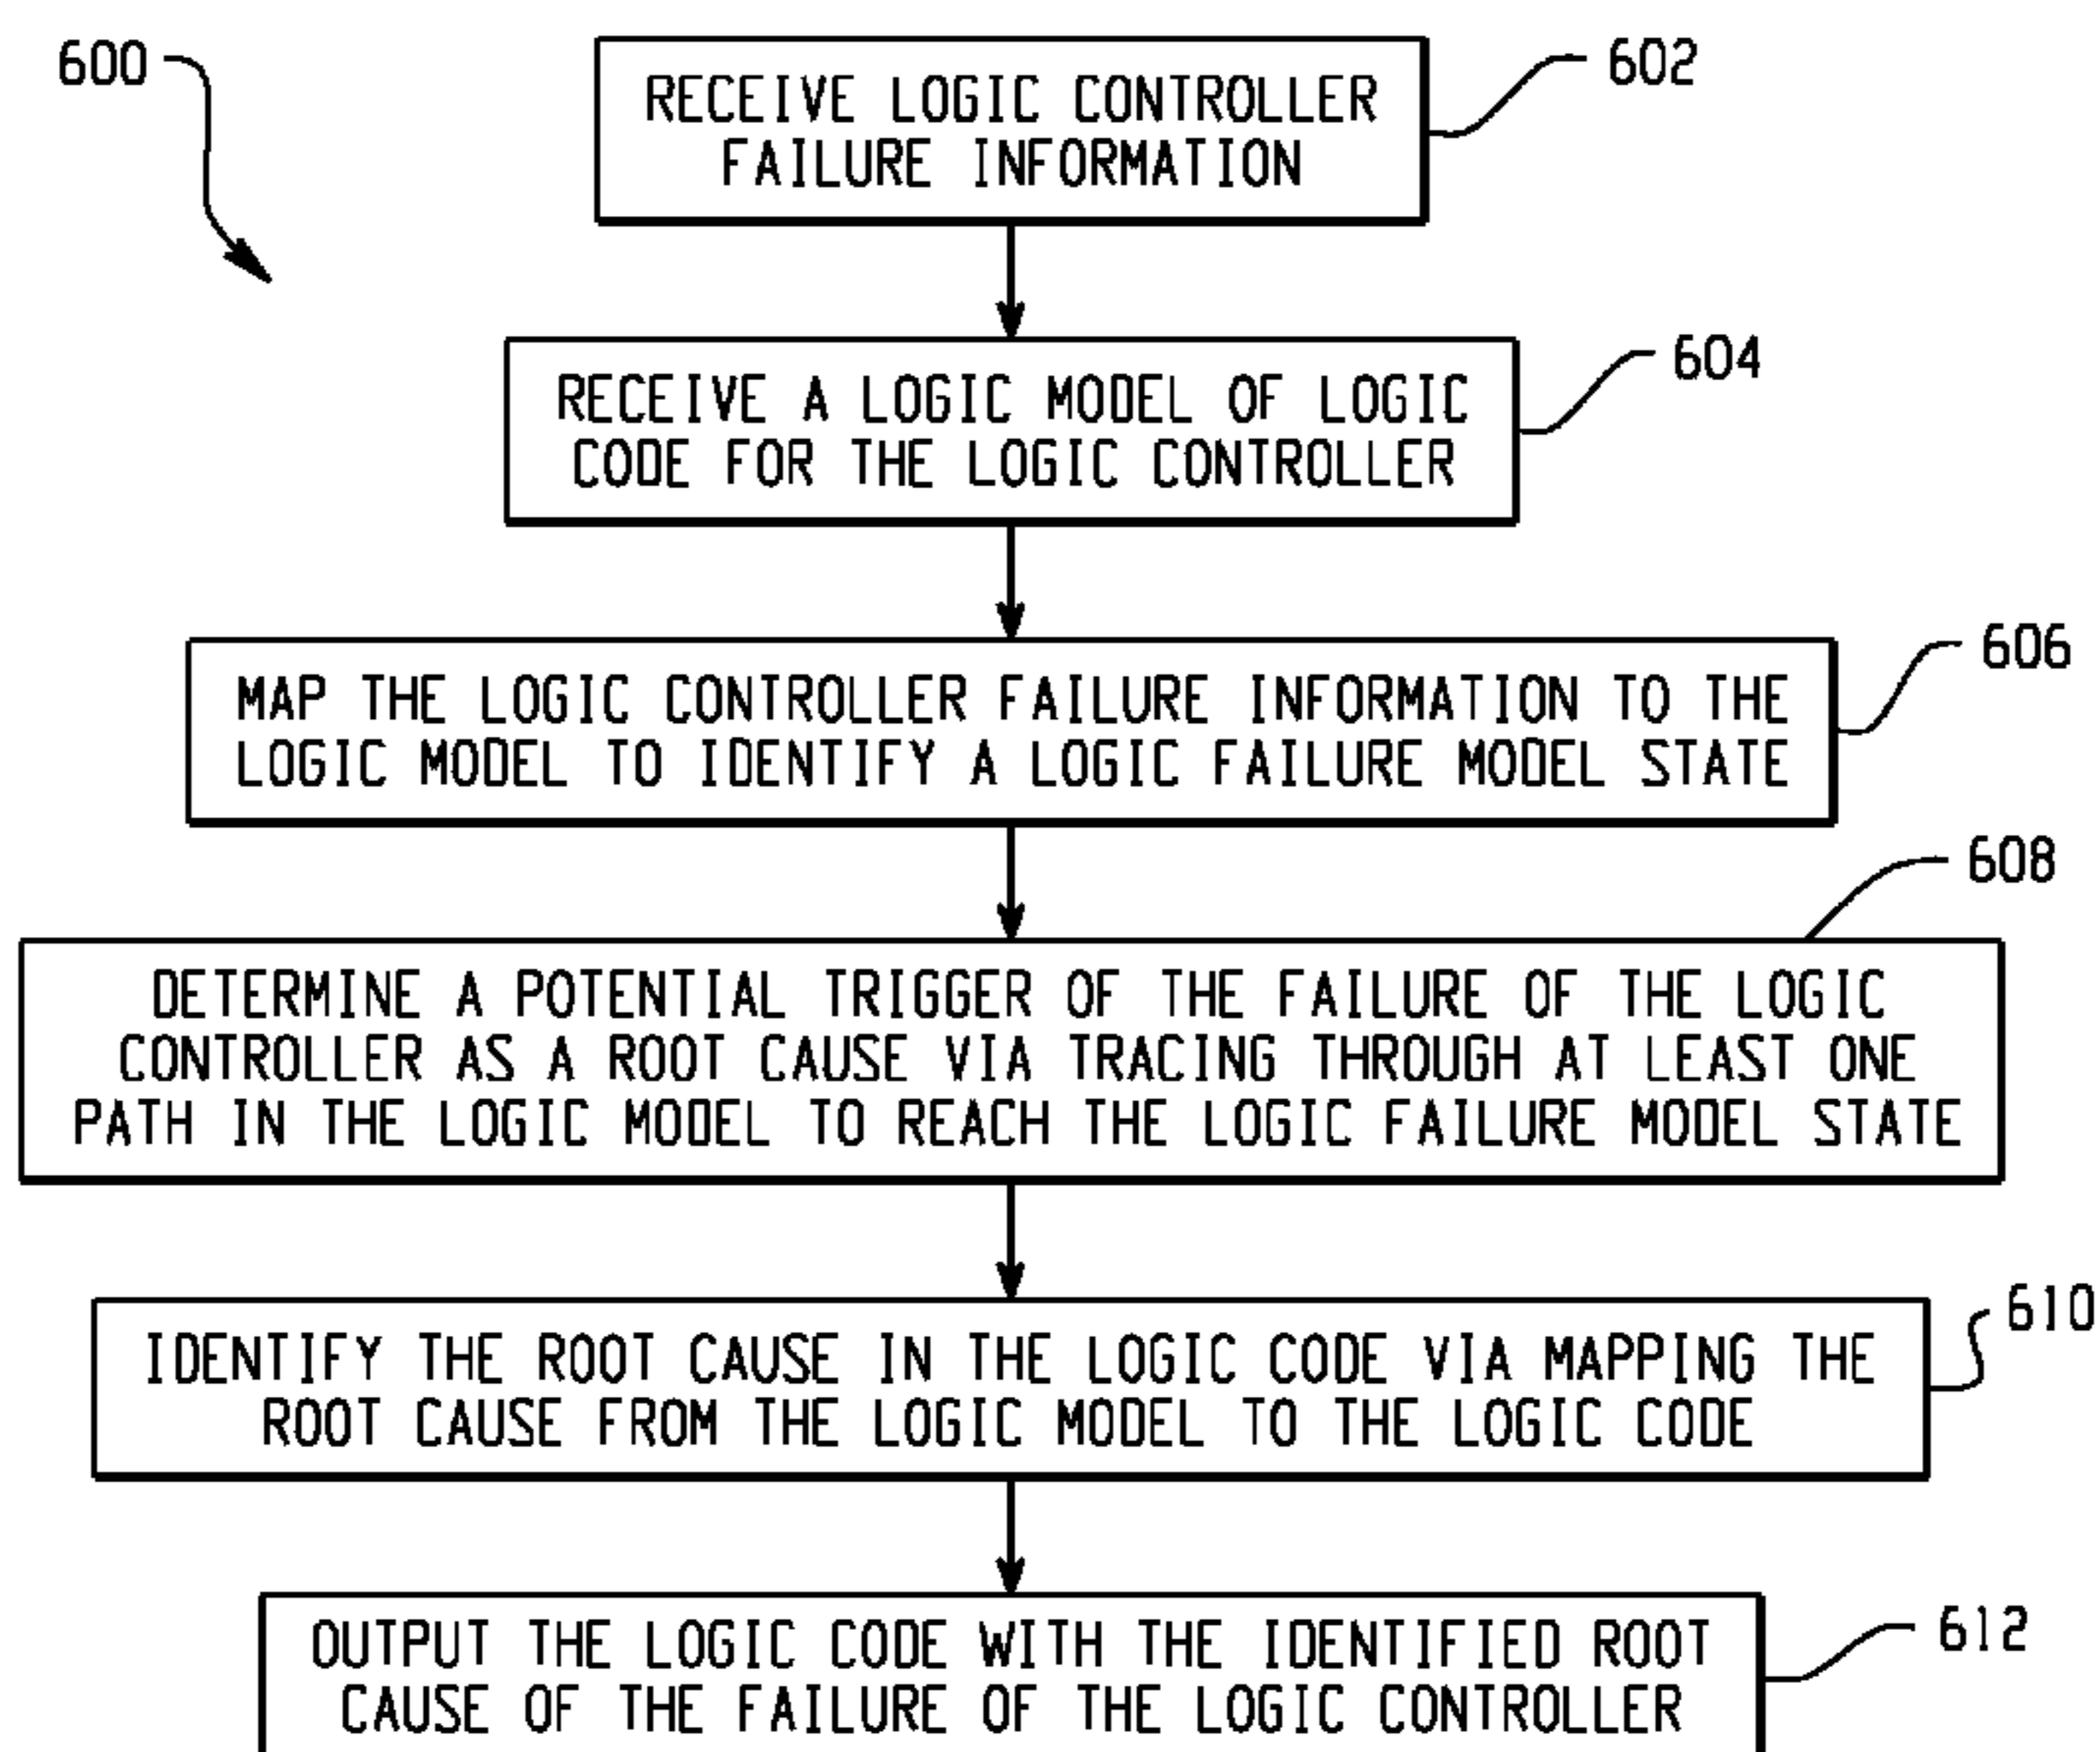 600
RECEIVE LOGIC CONTROLLER
FAILURE INFORMATION
602
RECEIVE A LOGIC MODEL OF LOGIC
CODE FOR THE LOGIC CONTROLLER
604
MAP THE LOGIC CONTROLLER FAILURE INFORMATION TO THE
LOGIC MODEL TO IDENTIFY A LOGIC FAILURE MODEL STATE
606
DETERMINE A POTENTIAL TRIGGER OF THE FAILURE OF THE LOGIC
CONTROLLER AS A ROOT CAUSE VIA TRACING THROUGH AT LEAST ONE
PATH IN THE LOGIC MODEL TO REACH THE LOGIC FAILURE MODEL STATE
608
IDENTIFY THE ROOT CAUSE IN THE LOGIC CODE VIA MAPPING THE
ROOT CAUSE FROM THE LOGIC MODEL TO THE LOGIC CODE
610
OUTPUT THE LOGIC CODE WITH THE IDENTIFIED ROOT
CAUSE OF THE FAILURE OF THE LOGIC CONTROLLER
612